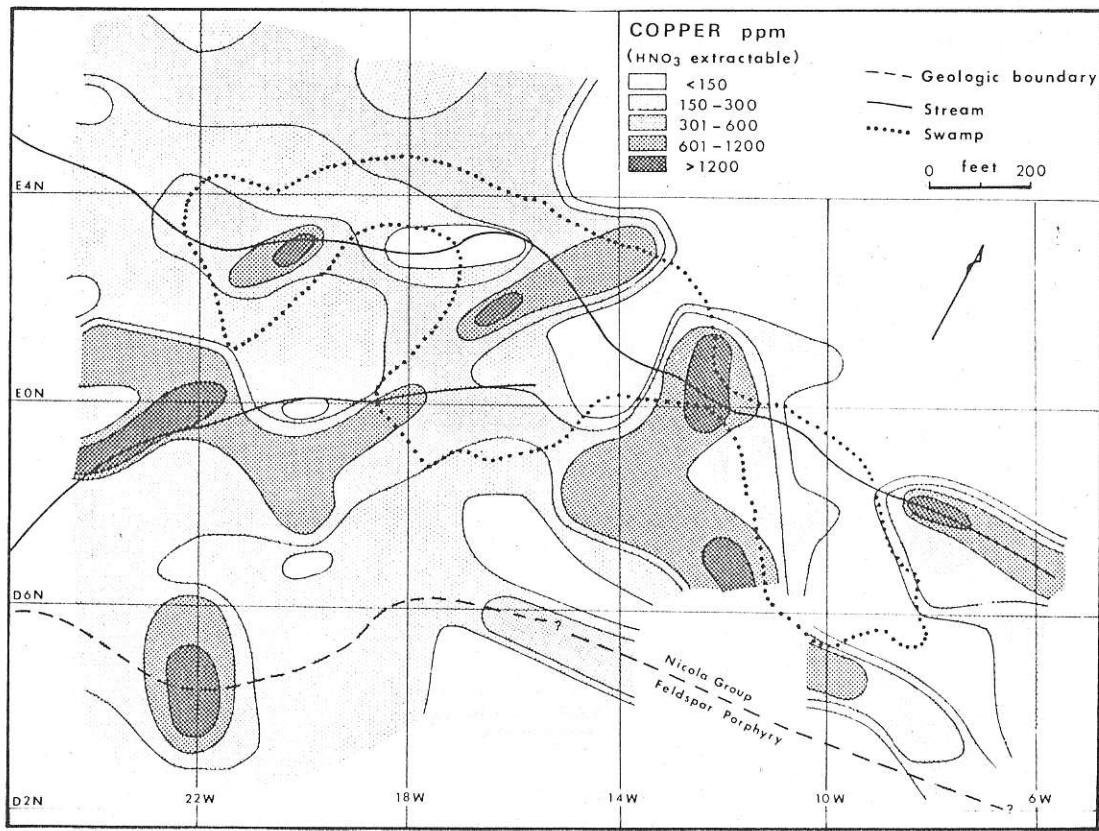 COPPER ppm
(HNO3 extractable)
<150
150-300
301-600
601-1200
>1200
Geologic boundary
Stream
Swamp
0 feet 200
E4N
E0N
D6N
?
Nicola Group
Feldspar Porphyry
D2N
22W
18W
14W
10W
?
6W